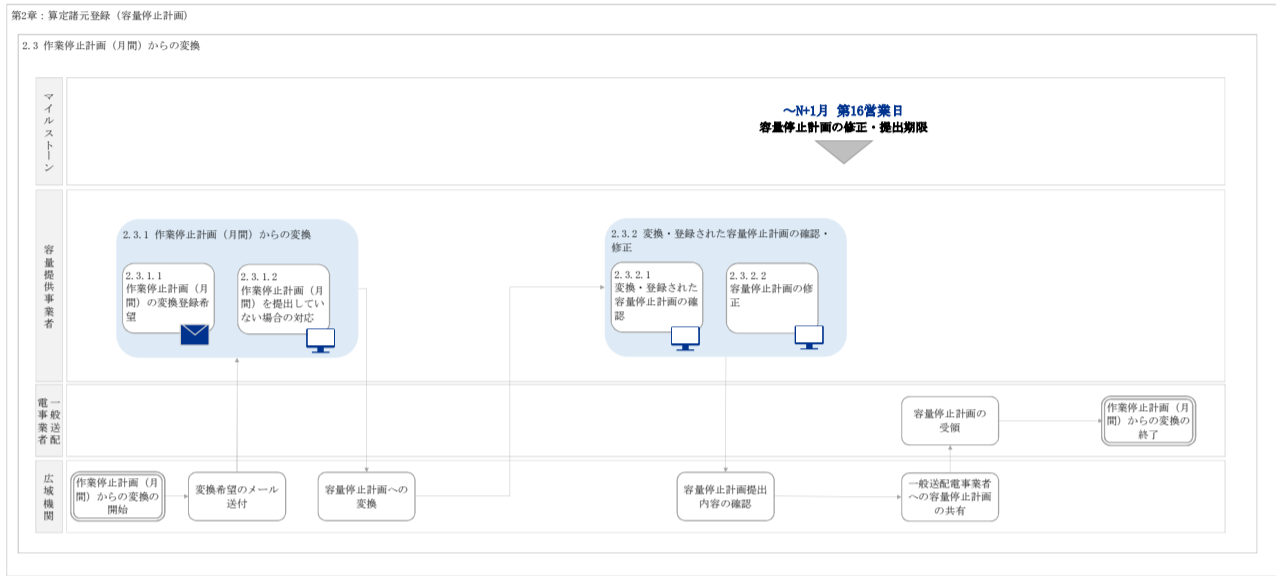 第2章：算定諸元登録（容量停止計画）
2.3 作業停止計画（月間）からの変換
マイルストーン
～N+1月 第16営業日
容量停止計画の修正・提出期限
容量提供事業者
2.3.1 作業停止計画（月間）からの変換
2.3.1.1
作業停止計画（月
間）の変換登録希
望
2.3.1.2
作業停止計画（月
間）を提出してい
ない場合の対応
2.3.2 変換・登録された容量停止計画の確認・
修正
2.3.2.1
変換・登録された
容量停止計画の確
認
2.3.2.2
容量停止計画の修
正
一般送配
電事業者
容量停止計画の
受領
作業停止計画（月
間）からの変換の
終了
広域機関
作業停止計画（月
間）からの変換の
開始
変換希望のメール
送付
容量停止計画への
変換
容量停止計画提出
内容の確認
一般送配電事業者
への容量停止計画
の共有